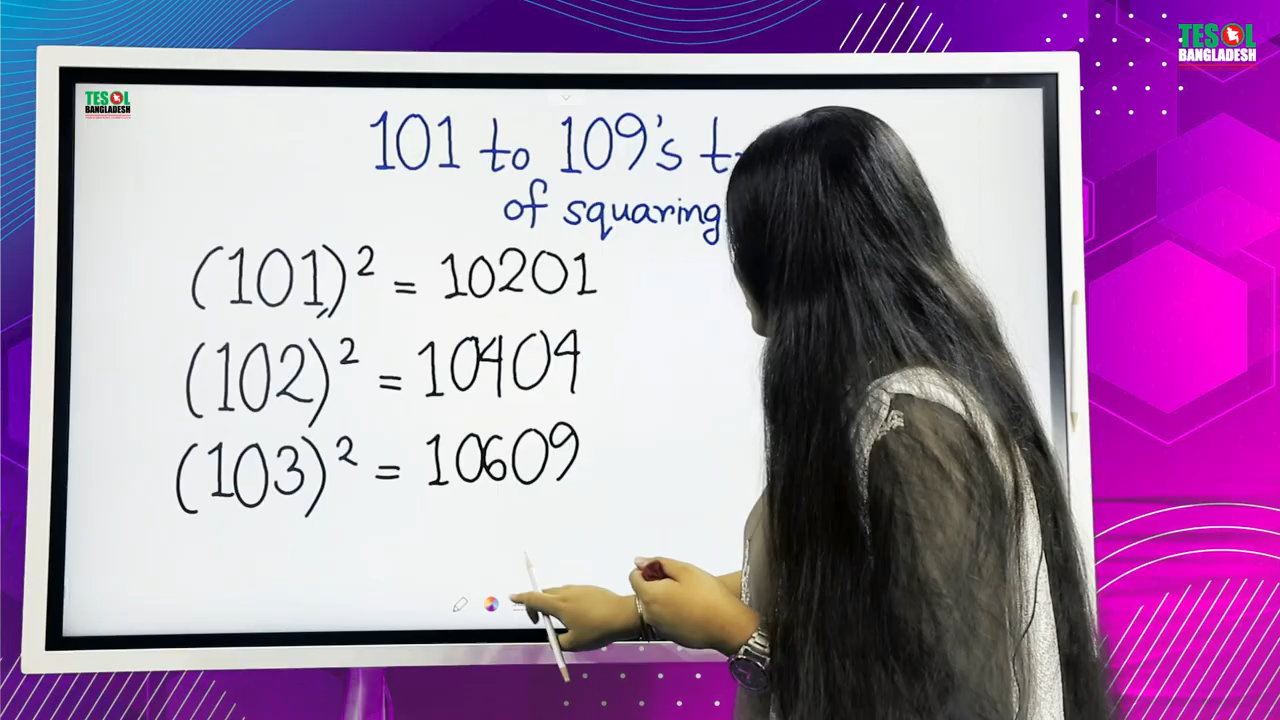 TESOL
BANGLADESH
TESOL
BANGLADESH
101 to 109's
of squaring
(101)² = 10201
(102)² = 10404
(103)² = 10609